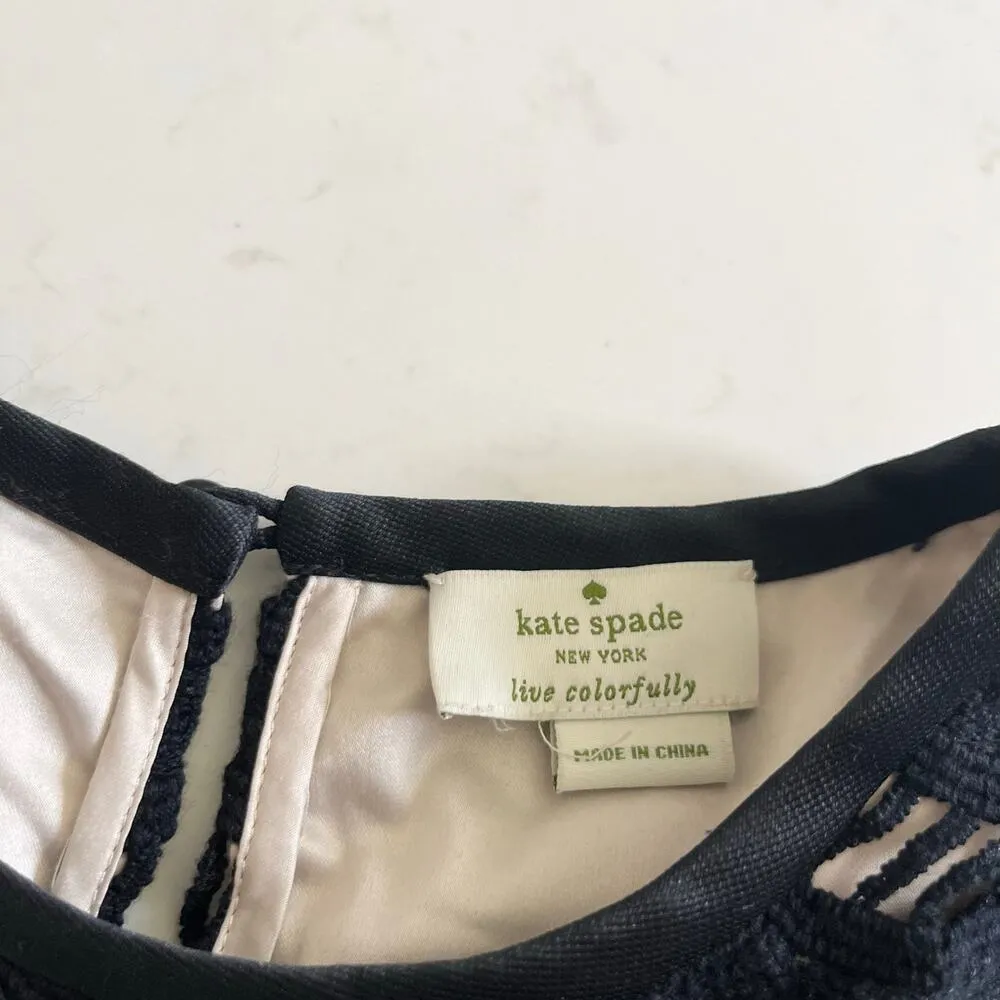 kate spade
NEW YORK
live colorfully
MADE IN CHINA